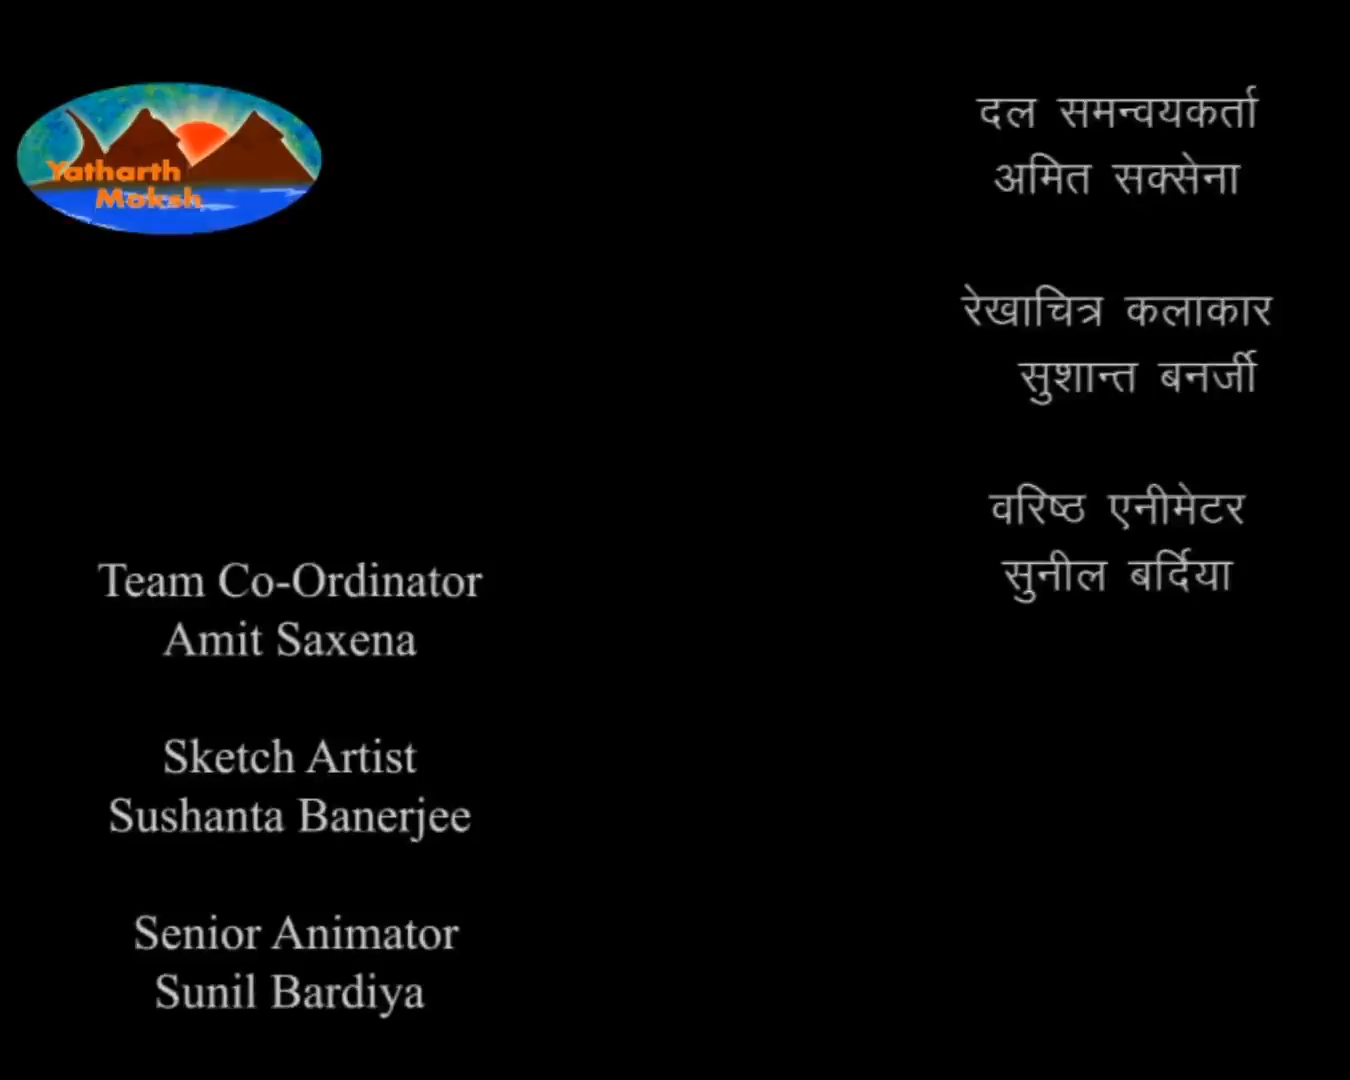 Yatharth
Moksh
दल समन्वयकर्ता
अमित सक्सेना
रेखाचित्र कलाकार
सुशान्त बनर्जी
वरिष्ठ एनीमेटर
सुनील बर्दिया
Team Co-Ordinator
Amit Saxena
Sketch Artist
Sushanta Banerjee
Senior Animator
Sunil Bardiya